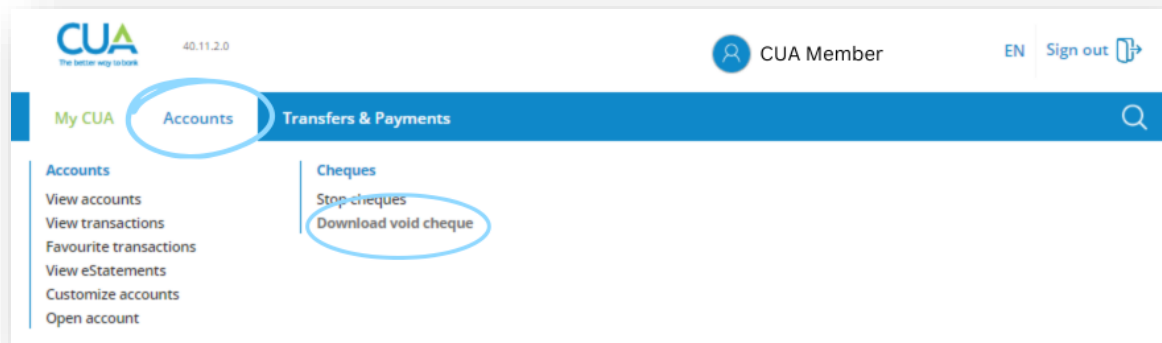 CUA
The better way to bank
40.11.2.0
CUA Member
EN
Sign out
My CUA
Accounts
Transfers & Payments
Accounts
View accounts
View transactions
Favourite transactions
View eStatements
Customize accounts
Open account
Cheques
Stop cheques
Download void cheque